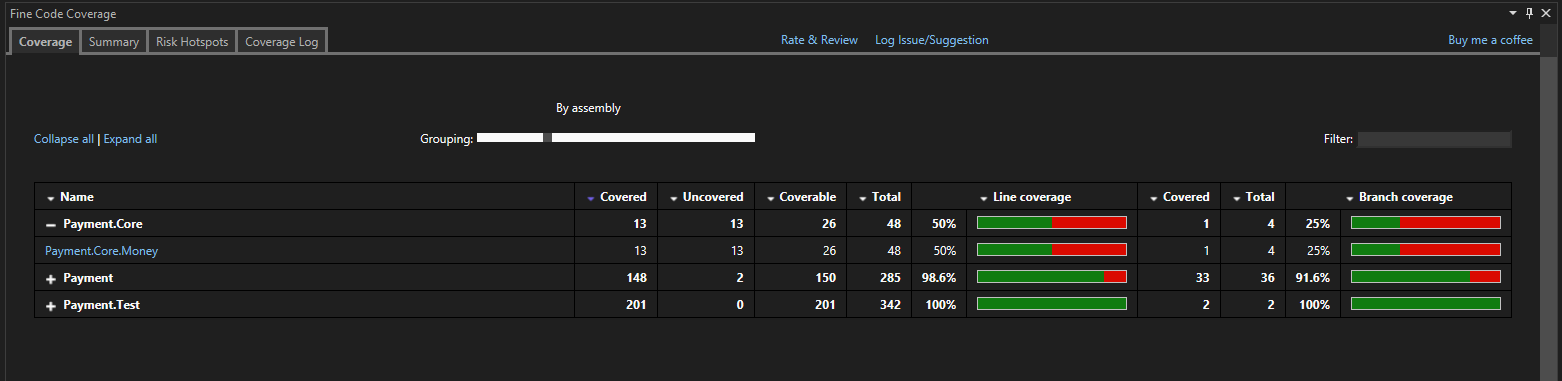 Fine Code Coverage
Coverage Summary Risk Hotspots Coverage Log Rate & Review Log Issue/Suggestion Buy me a coffee
By assembly
Collapse all | Expand all Grouping: Filter:
Name Covered Uncovered Coverable Total Line coverage Covered Total Branch coverage
Payment.Core 13 13 26 48 50% 1 4 25%
Payment.Core.Money 13 13 26 48 50% 1 4 25%
Payment 148 2 150 285 98.6% 33 36 91.6%
Payment.Test 201 0 201 342 100% 2 2 100%